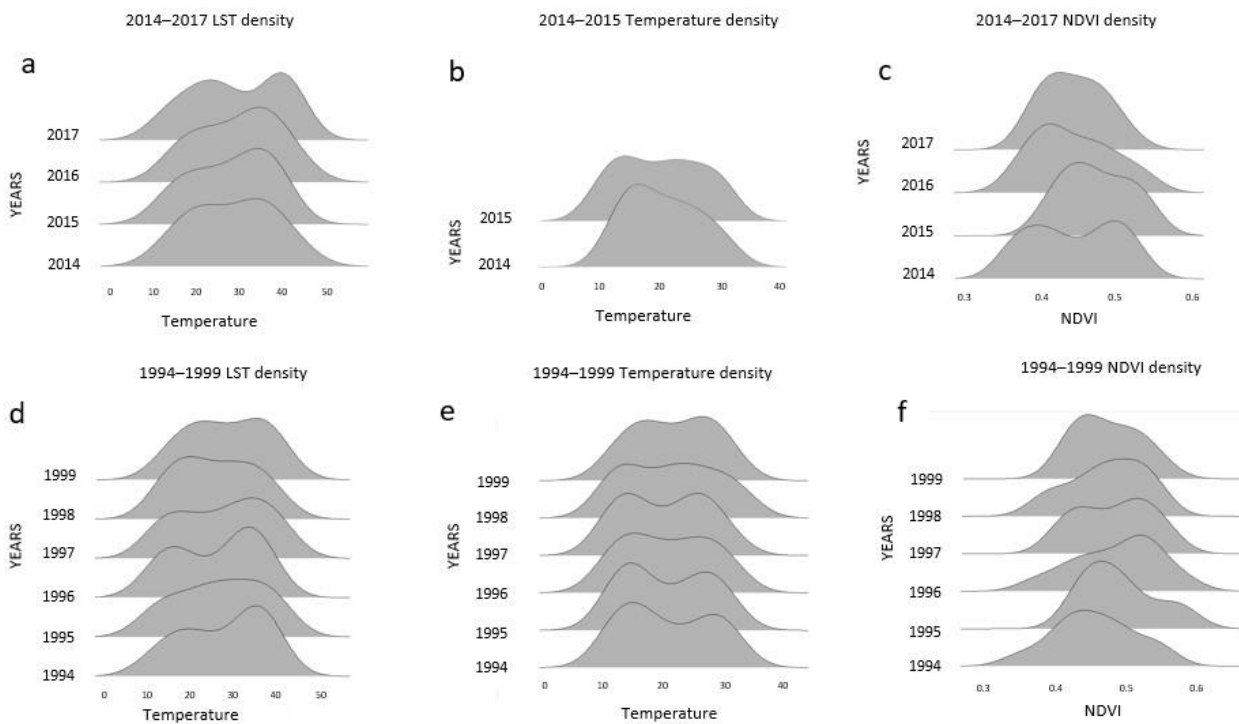 2014–2017 LST density
a
YEARS
2017
2016
2015
2014
0 10 20 30 40 50
Temperature
2014–2015 Temperature density
b
YEARS
2015
2014
0 10 20 30 40
Temperature
2014–2017 NDVI density
c
YEARS
2017
2016
2015
2014
0.3 0.4 0.5 0.6
NDVI
1994–1999 LST density
d
YEARS
1999
1998
1997
1996
1995
1994
0 10 20 30 40 50
Temperature
1994–1999 Temperature density
e
YEARS
1999
1998
1997
1996
1995
1994
0 10 20 30 40
Temperature
1994–1999 NDVI density
f
YEARS
1999
1998
1997
1996
1995
1994
0.3 0.4 0.5 0.6
NDVI